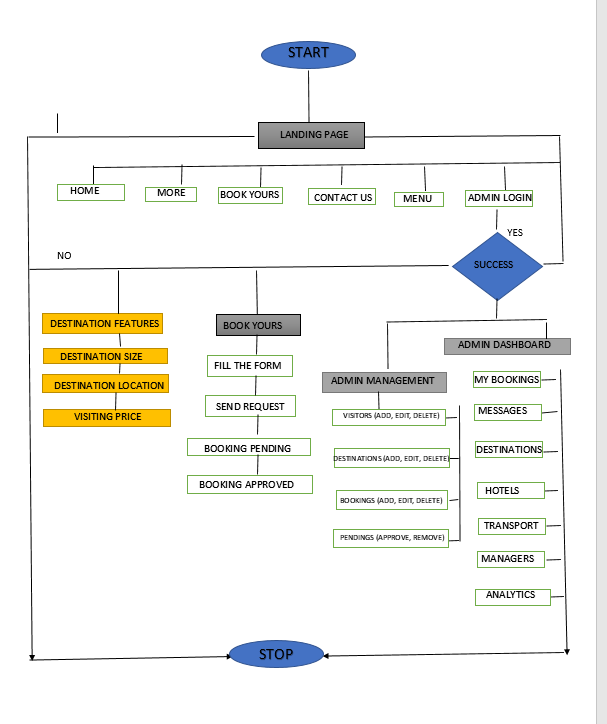 START
LANDING PAGE
HOME
MORE
BOOK YOURS
CONTACT US
MENU
ADMIN LOGIN
YES
NO
SUCCESS
DESTINATION FEATURES
DESTINATION SIZE
DESTINATION LOCATION
VISITING PRICE
BOOK YOURS
FILL THE FORM
SEND REQUEST
BOOKING PENDING
BOOKING APPROVED
ADMIN MANAGEMENT
VISITORS (ADD, EDIT, DELETE)
DESTINATIONS (ADD, EDIT, DELETE)
BOOKINGS (ADD, EDIT, DELETE)
PENDINGS (APPROVE, REMOVE)
ADMIN DASHBOARD
MY BOOKINGS
MESSAGES
DESTINATIONS
HOTELS
TRANSPORT
MANAGERS
ANALYTICS
STOP